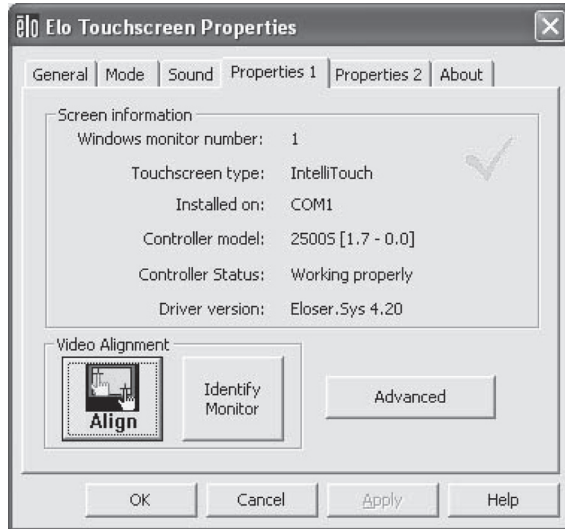 elo Elo Touchscreen Properties
General Mode Sound Properties 1 Properties 2 About
Screen information
Windows monitor number: 1
Touchscreen type: IntelliTouch
Installed on: COM1
Controller model: 2500S [1.7 - 0.0]
Controller Status: Working properly
Driver version: Eloser.Sys 4.20
Video Alignment
Align
Identify
Monitor
Advanced
OK Cancel Apply Help